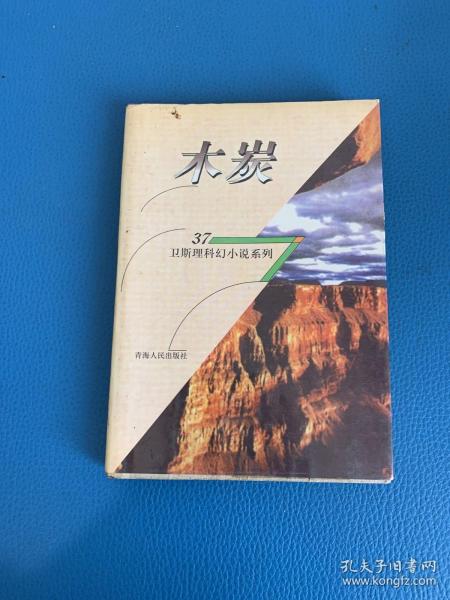 木炭
37
卫斯理科幻小说系列
青海人民出版社
孔夫子旧书网
www.kongfz.com